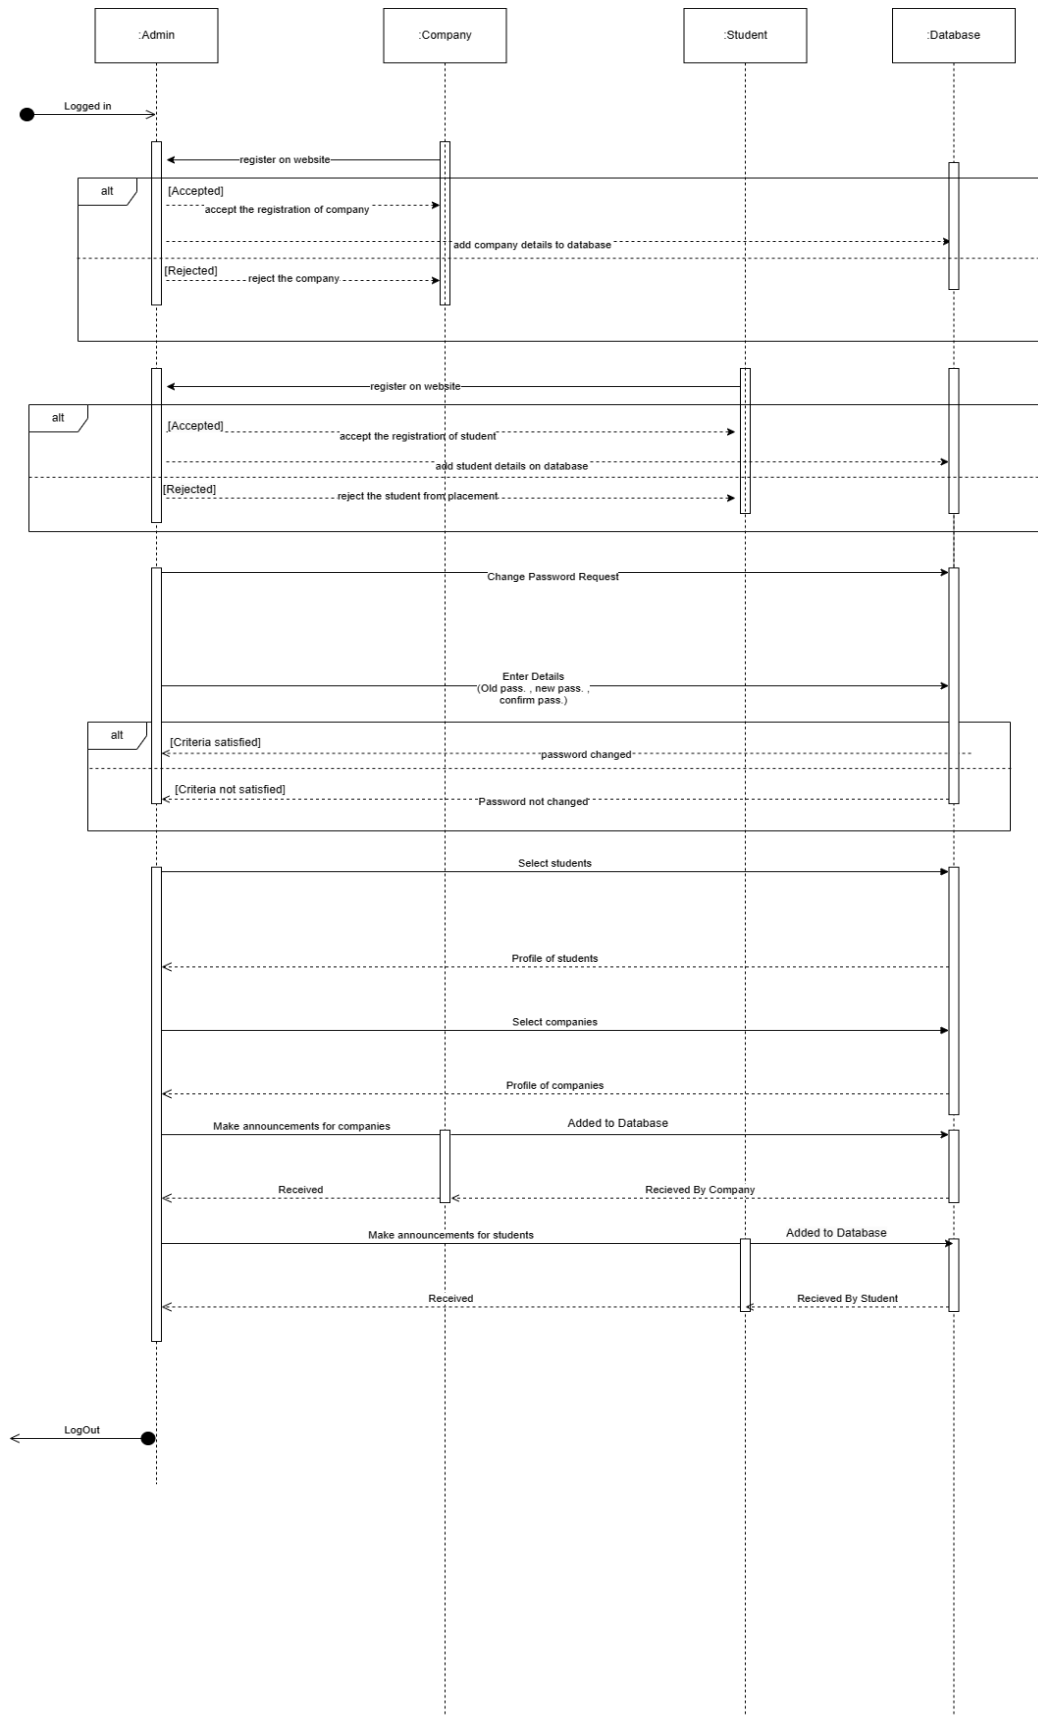 :Admin
:Company
:Student
:Database
Logged in
register on website
alt
[Accepted]
accept the registration of company
add company details to database
[Rejected]
reject the company
register on website
alt
[Accepted]
accept the registration of student
add student details on database
[Rejected]
reject the student from placement
Change Password Request
Enter Details
(Old pass. , new pass. ,
confirm pass.)
alt
[Criteria satisfied]
password changed
[Criteria not satisfied]
Password not changed
Select students
Profile of students
Select companies
Profile of companies
Make announcements for companies
Added to Database
Received
Recieved By Company
Make announcements for students
Added to Database
Received
Recieved By Student
LogOut